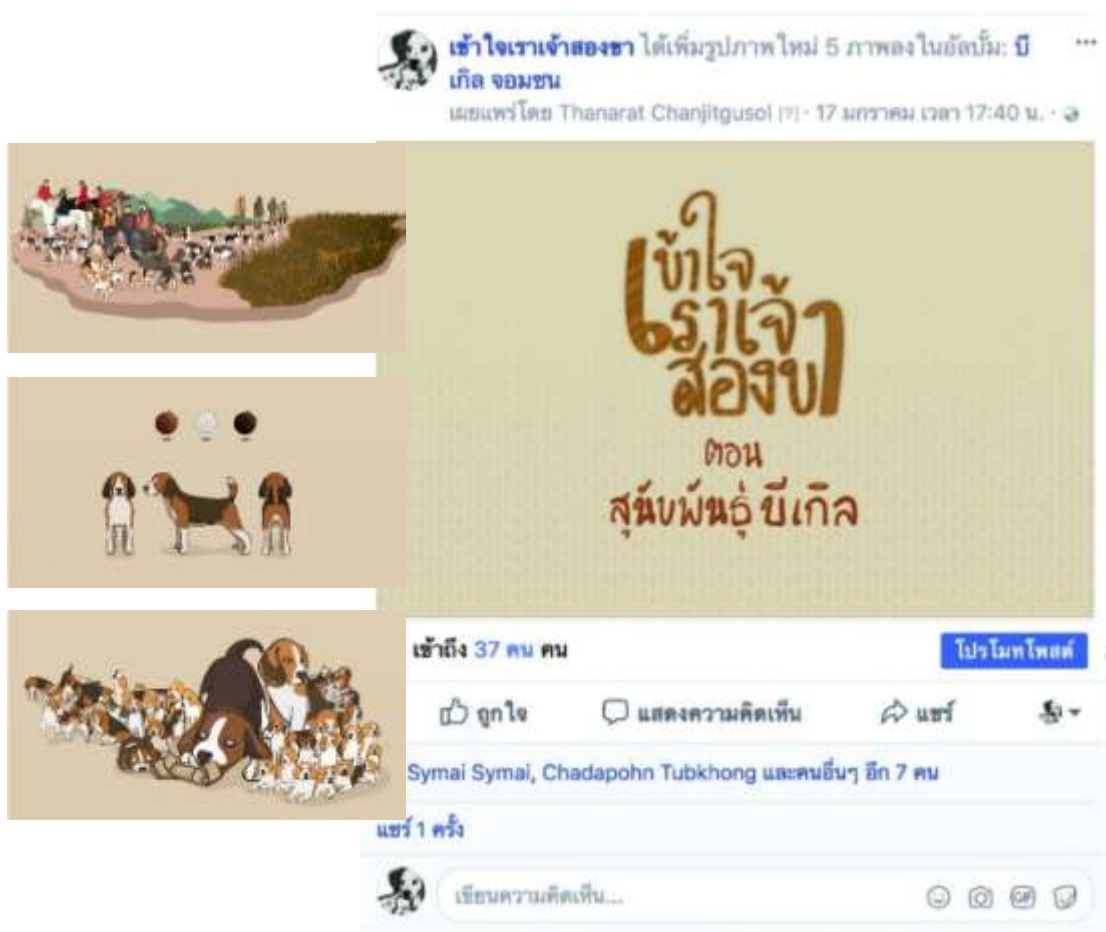 เข้าใจเราเจ้าสองขา ได้เพิ่มรูปภาพใหม่ 5 ภาพลงในอัลบั้ม: บี
เกิล จอมซน
เผยแพร่โดย Thanarat Chanjitgusol [?] · 17 มกราคม เวลา 17:40 น. ·
เข้าใจ
เราเจ้า
สองขา
ตอน
สุนัขพันธุ์ บีเกิล
เข้าถึง 37 คน คน
โปรโมทโพสต์
ถูกใจ
แสดงความคิดเห็น
แชร์
Symai Symai, Chadapohn Tubkhong และคนอื่นๆ อีก 7 คน
แชร์ 1 ครั้ง
เขียนความคิดเห็น...
GIF